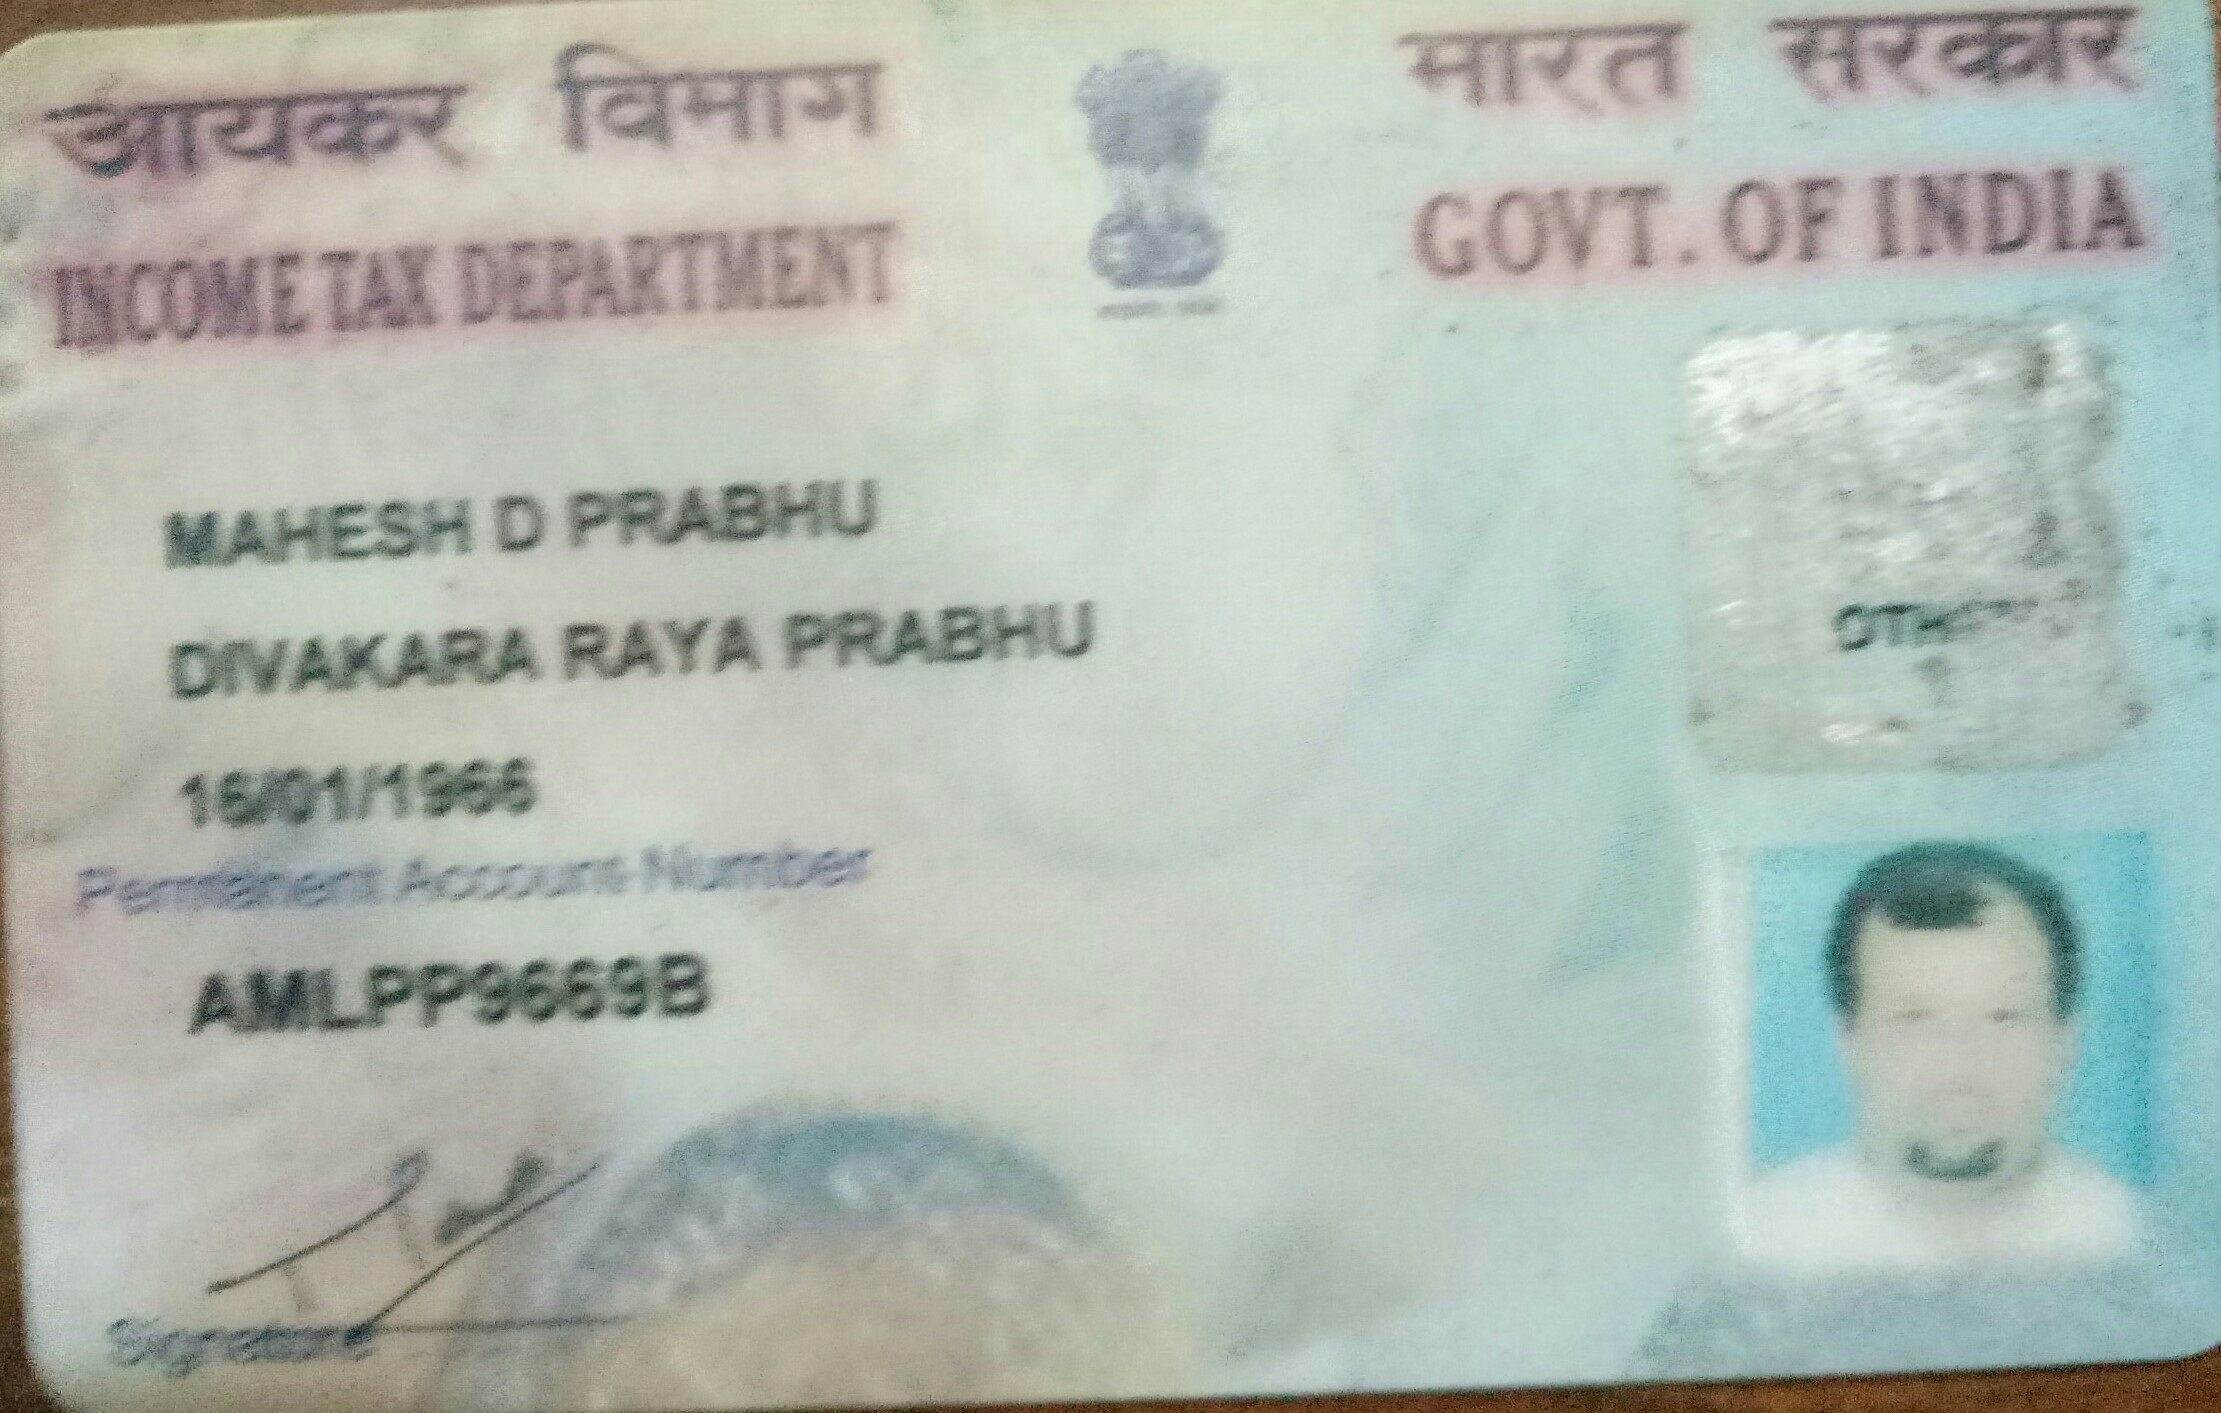 आयकर विभाग
INCOME TAX DEPARTMENT
भारत सरकार
GOVT. OF INDIA
MAHESH D PRABHU
DIVAKARA RAYA PRABHU
16/01/1966
Permanent Account Number
AMLPP9669B
Signature